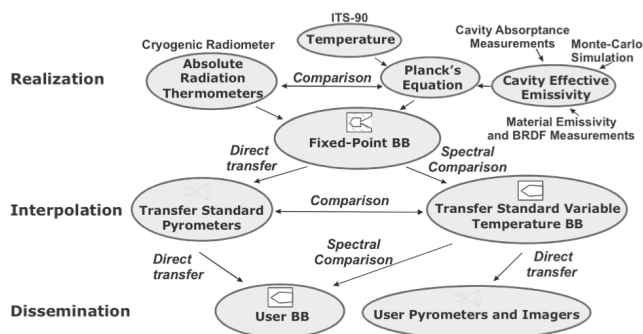 ITS-90
Temperature
Cavity Absorptance
Measurements
Monte-Carlo
Simulation
Cryogenic Radiometer
Realization
Absolute
Radiation
Thermometers
Comparison
Planck's
Equation
Cavity Effective
Emissivity
Material Emissivity
and BRDF Measurements
Fixed-Point BB
Direct
transfer
Spectral
Comparison
Interpolation
Transfer Standard
Pyrometers
Comparison
Transfer Standard Variable
Temperature BB
Direct
transfer
Spectral
Comparison
Direct
transfer
Dissemination
User BB
User Pyrometers and Imagers